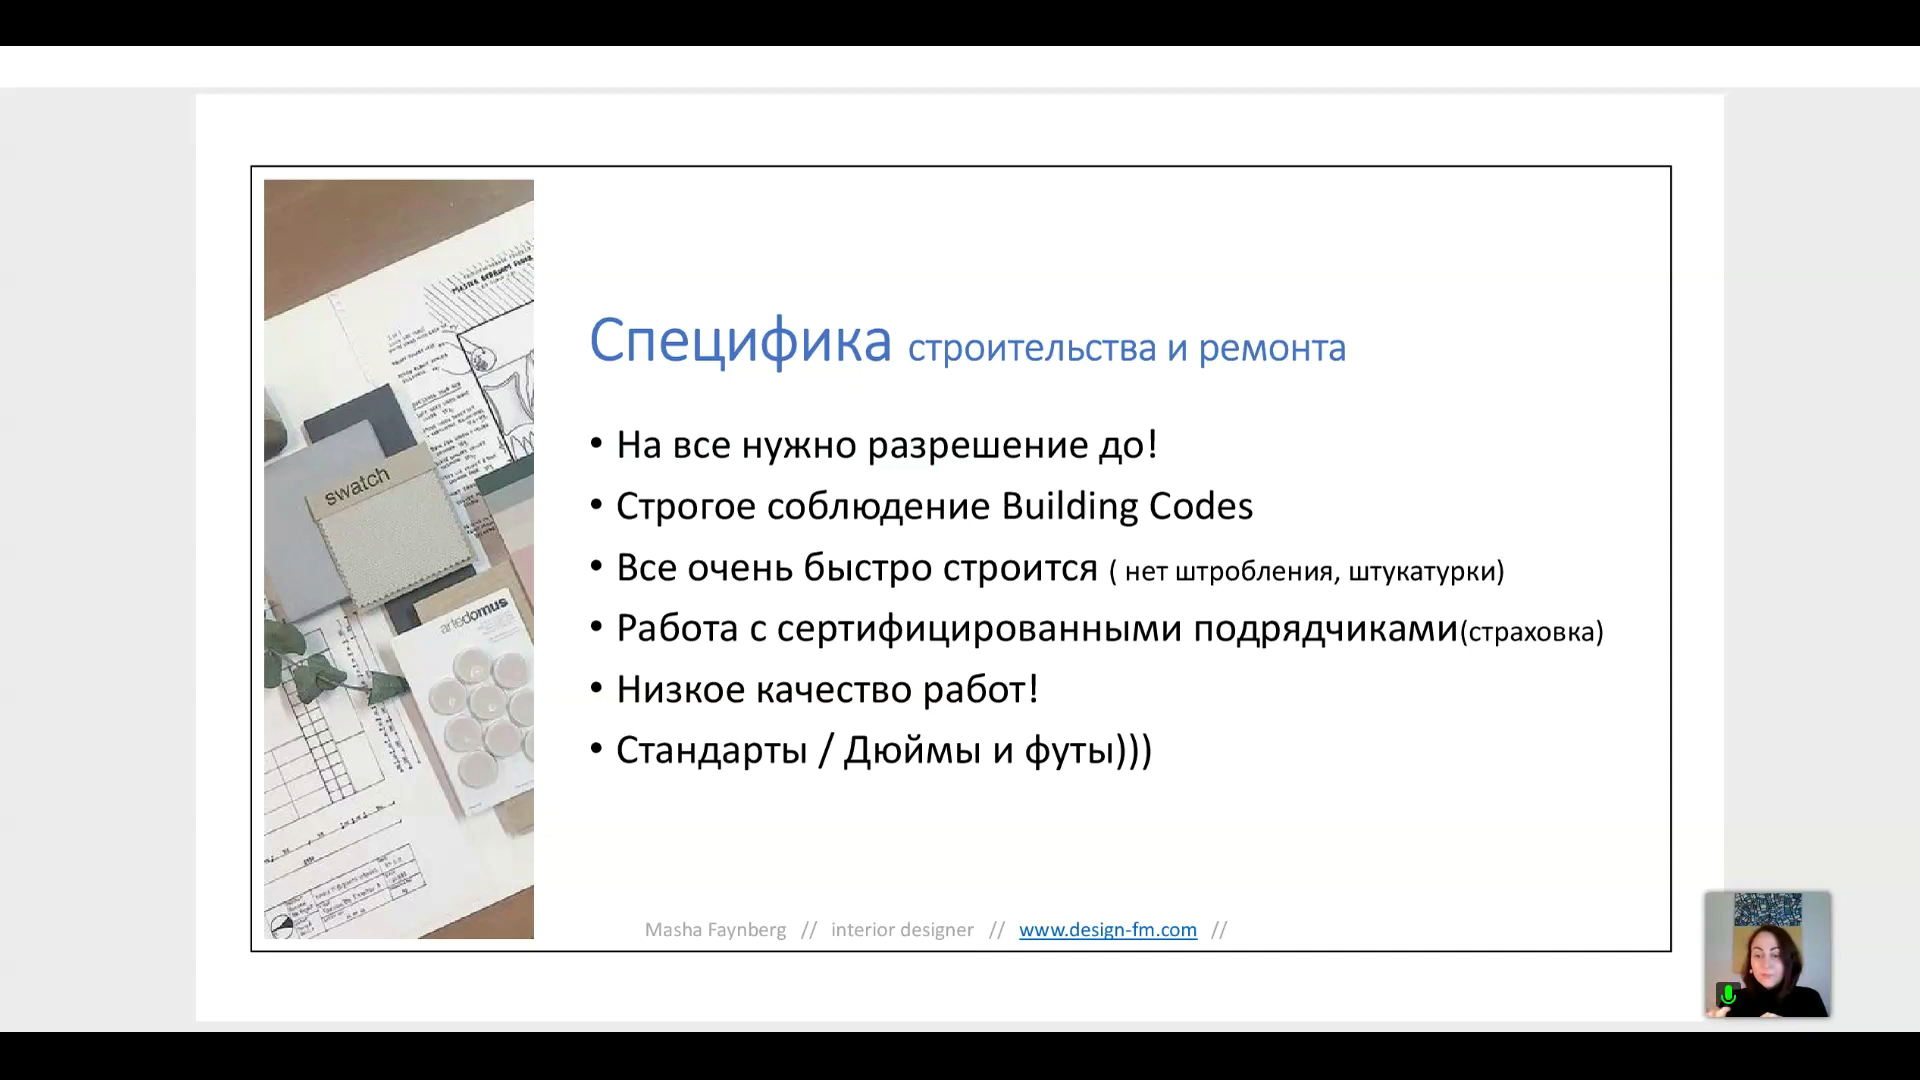 Специфика строительства и ремонта
• На все нужно разрешение до!
• Строгое соблюдение Building Codes
• Все очень быстро строится ( нет штробления, штукатурки)
• Работа с сертифицированными подрядчиками(страховка)
• Низкое качество работ!
• Стандарты / Дюймы и футы)))
swatch
artedomus
Masha Faynberg // interior designer // www.design-fm.com //